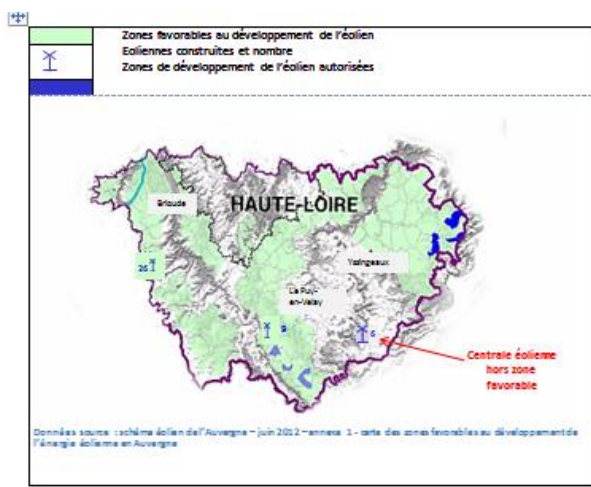 Zones favorables au développement de l'éolien
Eoliennes construites et nombre
Zones de développement de l'éolien autorisées
Brioude
HAUTE-LOIRE
Yssingeaux
26
Le Puy-
en-Velay
9
6
Centrale éolienne
hors zone
favorable
Données source : schéma éolien de l'Auvergne – juin 2012 – annexe 1 - carte des zones favorables au développement de
l'énergie éolienne en Auvergne